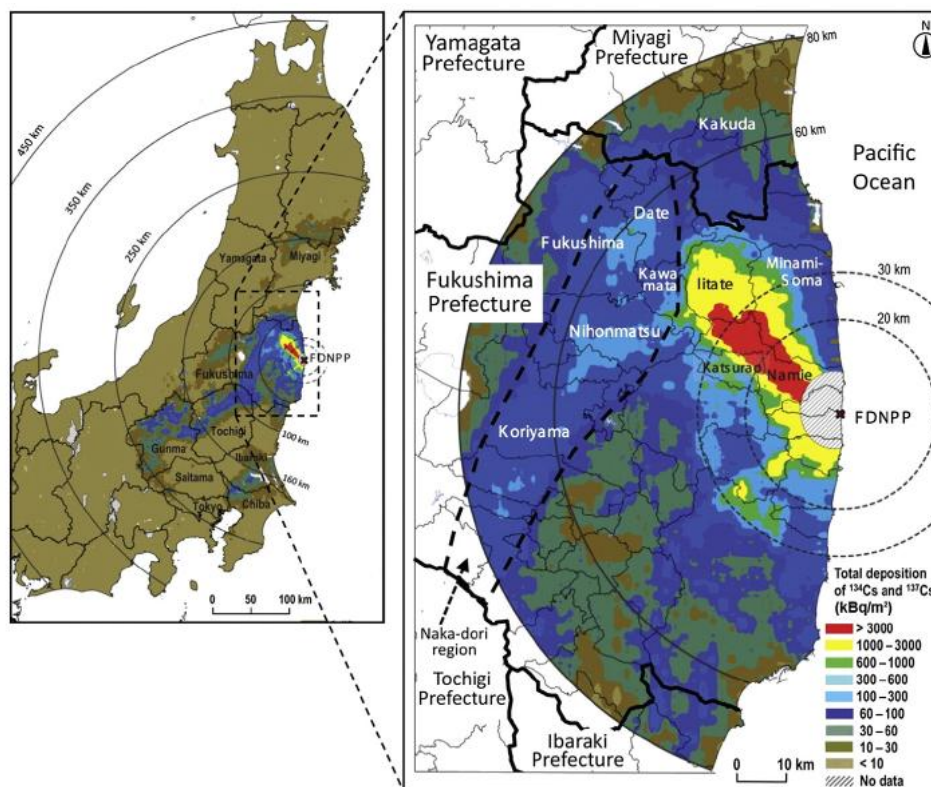 450 km
350 km
250 km
Yamagata
Miyagi
FDNPP
Fukushima
Tochigi
100 km
Gunma
Ibaraki
Saitama
160 km
Tokyo
Chiba
0 100 km
Yamagata
Prefecture
Miyagi
Prefecture
80 km
N
Kakuda
60 km
Pacific
Ocean
Date
Fukushima
Minami-
Soma
Kawa
mata
Iitate
30 km
Fukushima
Prefecture
20 km
Nihonmatsu
Katsurao
Namie
FDNPP
Koriyama
Naka-dori
region
Tochigi
Prefecture
Ibaraki
Prefecture
0 10 km
Total deposition
of ¹³⁴Cs and ¹³⁷Cs
(kBq/m²)
> 3000
1000–3000
600–1000
300–600
100–300
60–100
30–60
10–30
< 10
No data